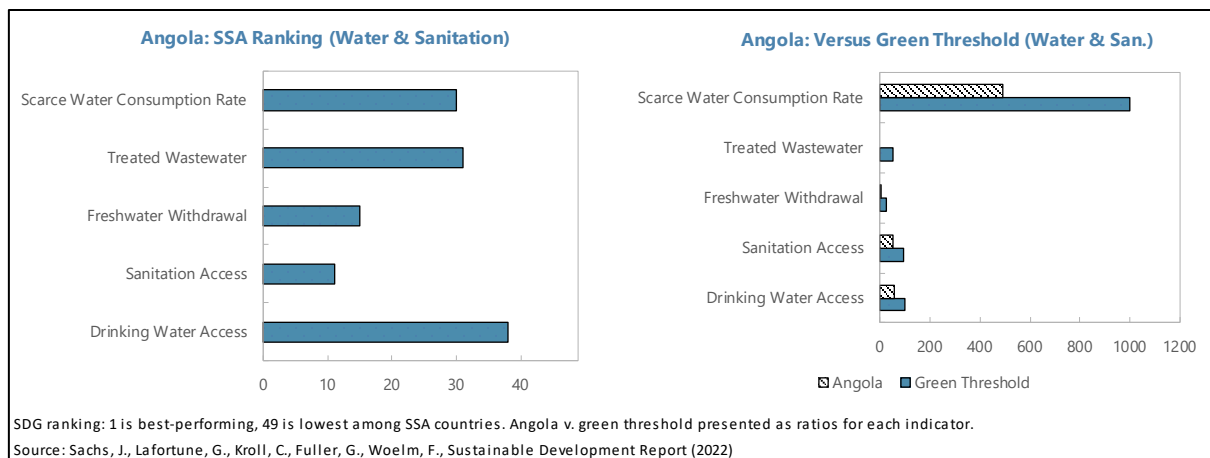 Angola: SSA Ranking (Water & Sanitation)
Scarce Water Consumption Rate
Treated Wastewater
Freshwater Withdrawal
Sanitation Access
Drinking Water Access
0 10 20 30 40
Angola: Versus Green Threshold (Water & San.)
Scarce Water Consumption Rate
Treated Wastewater
Freshwater Withdrawal
Sanitation Access
Drinking Water Access
0 200 400 600 800 1000 1200
Angola Green Threshold
SDG ranking: 1 is best-performing, 49 is lowest among SSA countries. Angola v. green threshold presented as ratios for each indicator.
Source: Sachs, J., Lafortune, G., Kroll, C., Fuller, G., Woelm, F., Sustainable Development Report (2022)